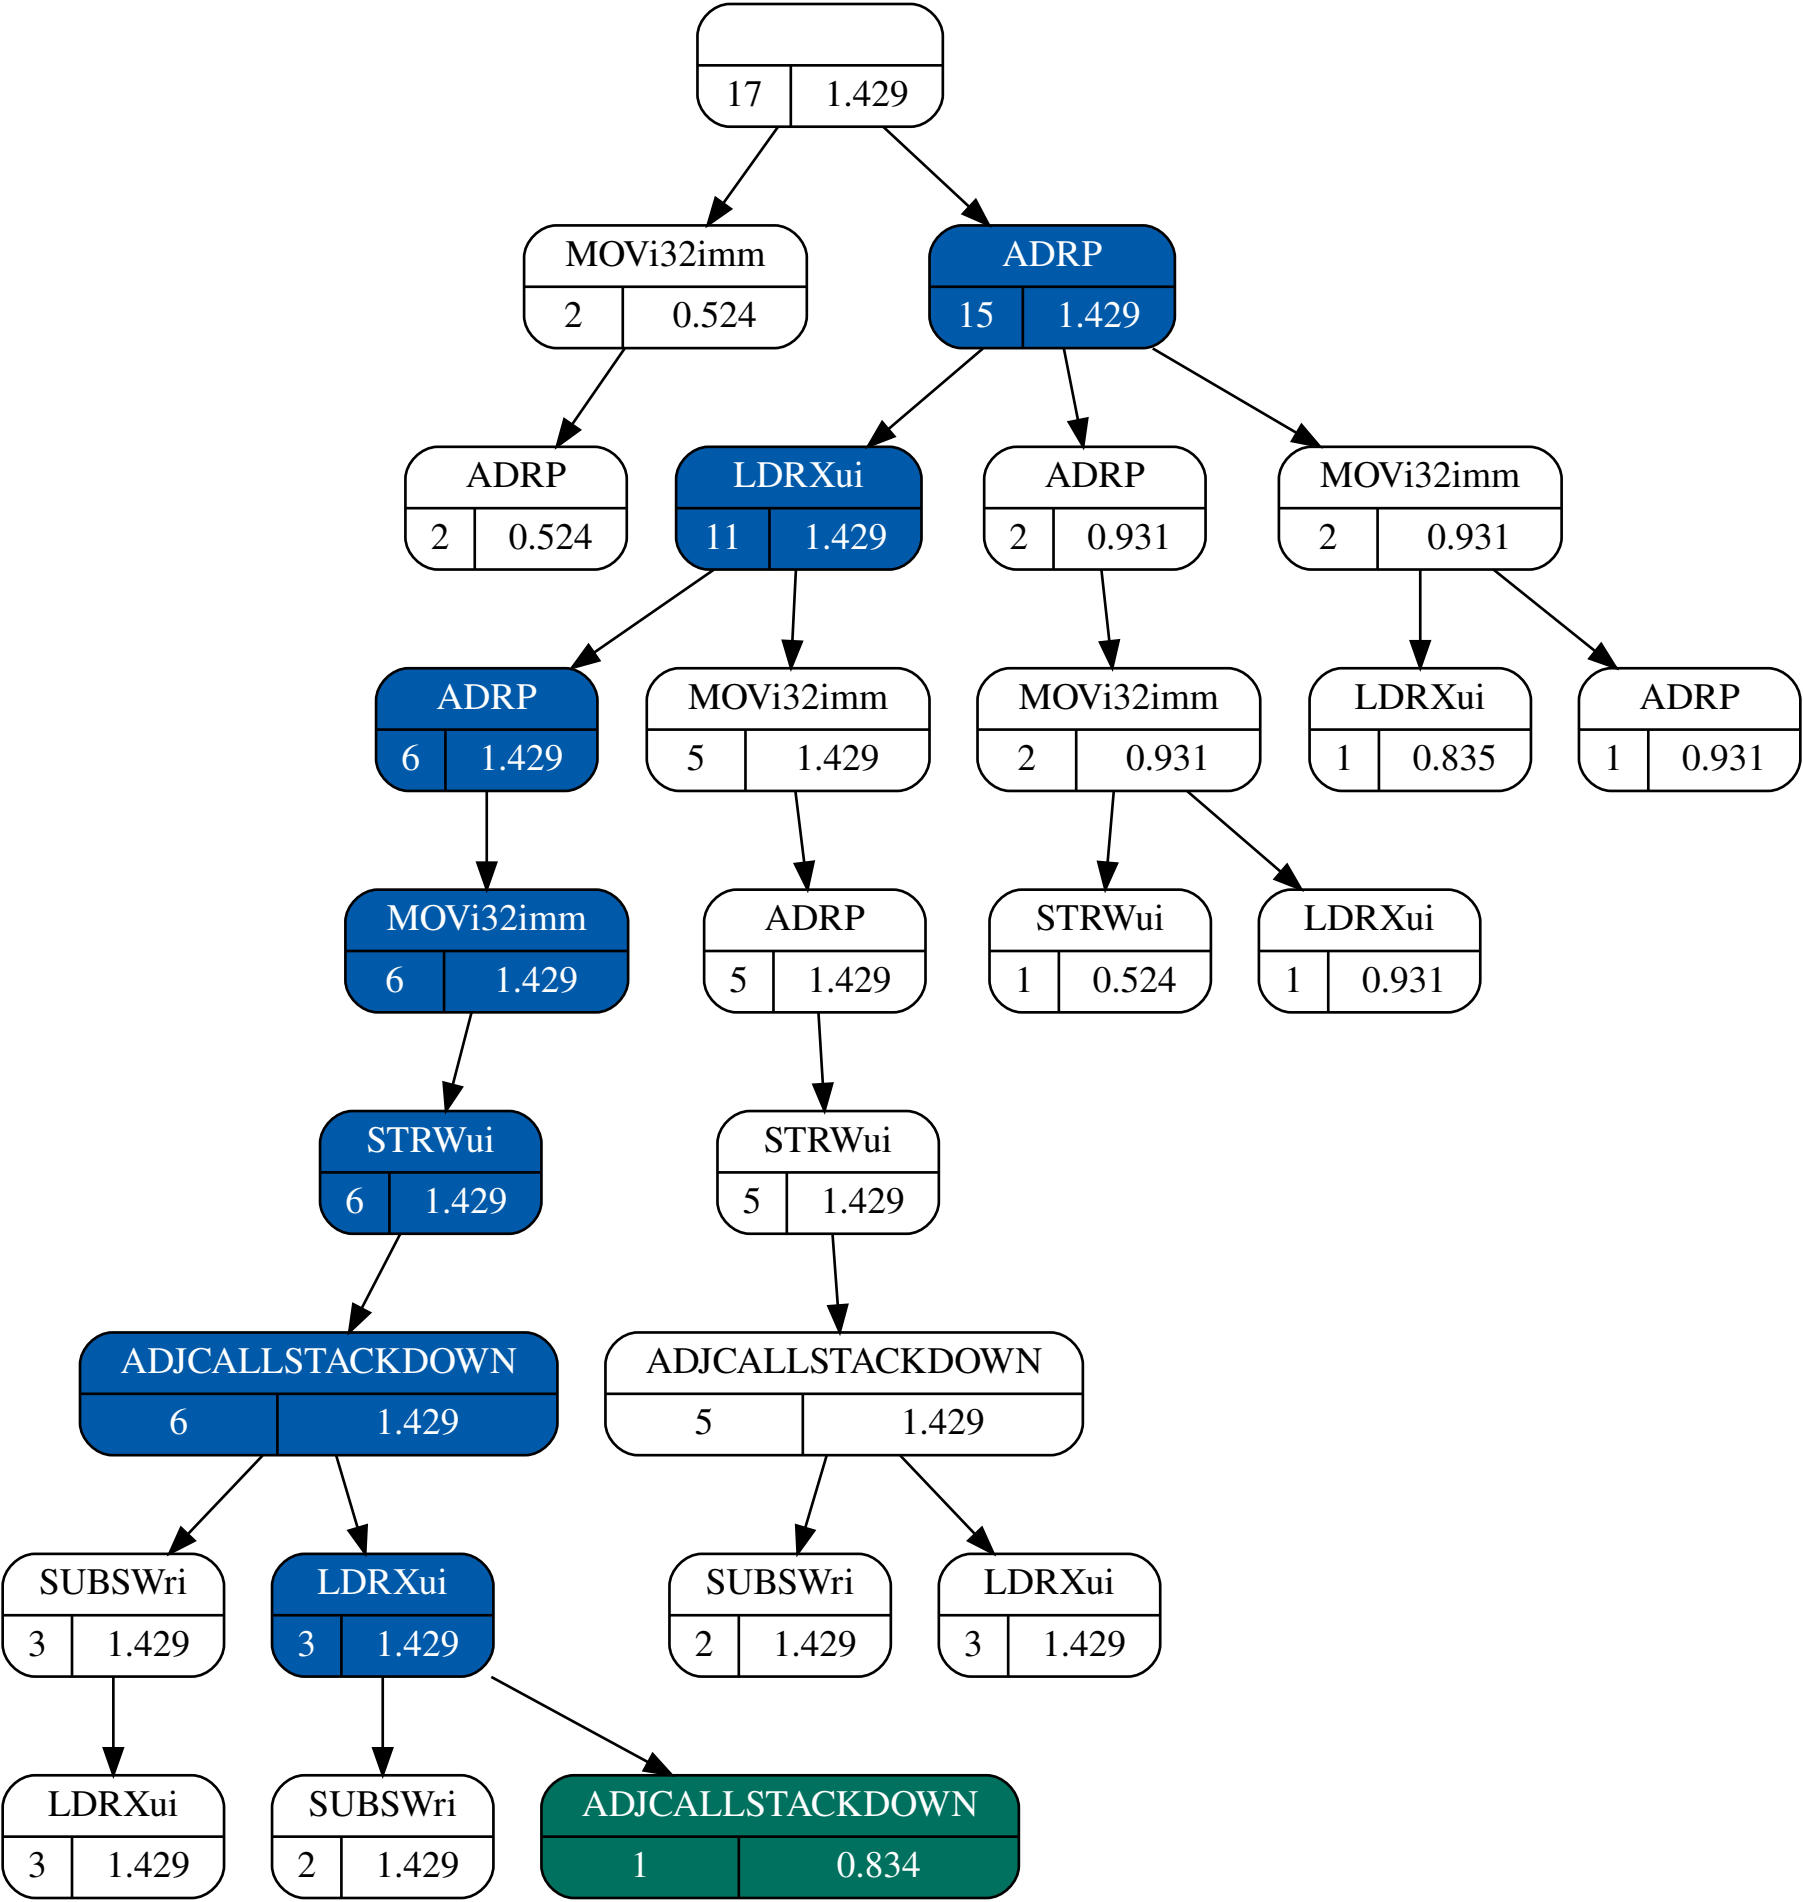 17 1.429
MOVi32imm
2 0.524
ADRP
15 1.429
ADRP
2 0.524
LDRXui
11 1.429
ADRP
2 0.931
MOVi32imm
2 0.931
ADRP
6 1.429
MOVi32imm
5 1.429
MOVi32imm
2 0.931
LDRXui
1 0.835
ADRP
1 0.931
MOVi32imm
6 1.429
ADRP
5 1.429
STRWui
1 0.524
LDRXui
1 0.931
STRWui
6 1.429
STRWui
5 1.429
ADJCALLSTACKDOWN
6 1.429
ADJCALLSTACKDOWN
5 1.429
SUBSWri
3 1.429
LDRXui
3 1.429
SUBSWri
2 1.429
LDRXui
3 1.429
LDRXui
3 1.429
SUBSWri
2 1.429
ADJCALLSTACKDOWN
1 0.834